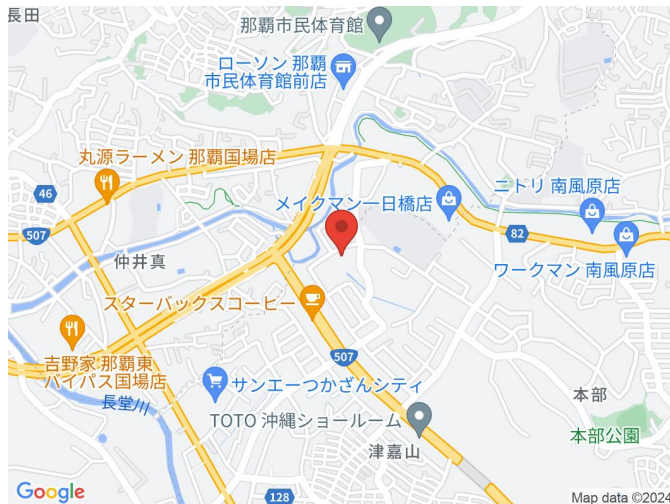 長田
那覇市民体育館
ローソン 那覇
市民体育館前店
丸源ラーメン 那覇国場店
46
507
メイクマン一日橋店
ニトリ 南風原店
82
ワークマン 南風原店
仲井真
スターバックスコーヒー
吉野家 那覇東
バイパス国場店
507
長堂川
サンエーつかざんシティ
本部
TOTO 沖縄ショールーム
本部公園
津嘉山
128
Google
Map data ©2024